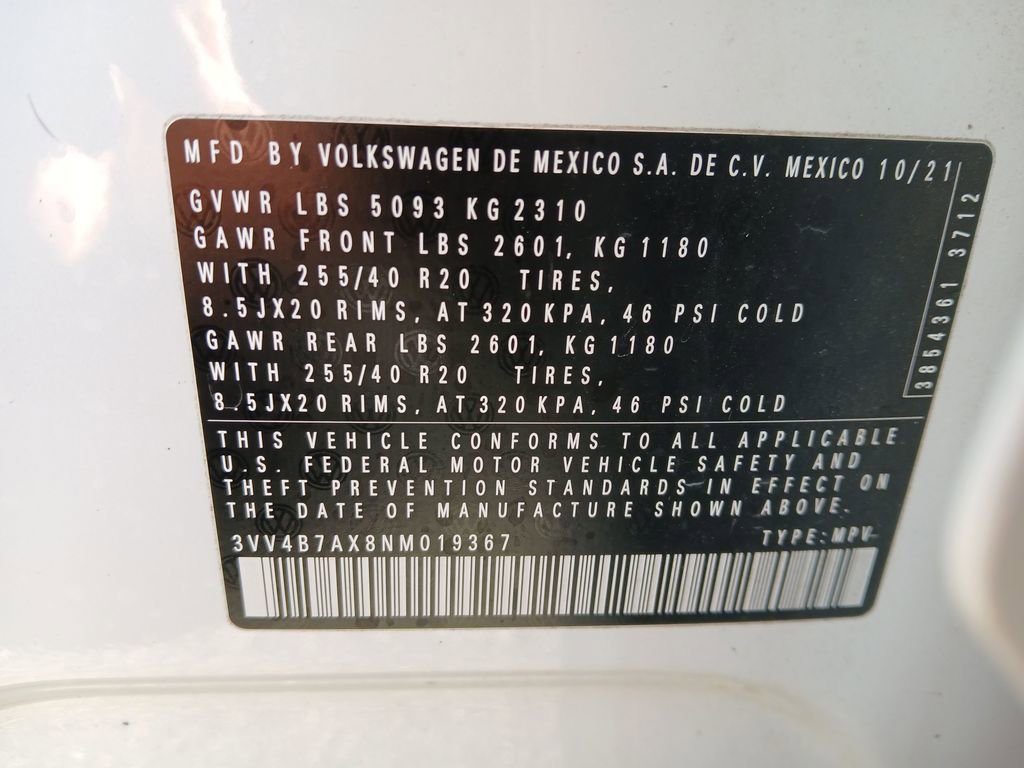 MFD BY VOLKSWAGEN DE MEXICO S.A. DE C.V. MEXICO 10/21
GVWR LBS 5093 KG 2310
GAWR FRONT LBS 2601, KG 1180
WITH 255/40 R20 TIRES,
8.5JX20 RIMS, AT 320 KPA, 46 PSI COLD
GAWR REAR LBS 2601, KG 1180
WITH 255/40 R20 TIRES,
8.5JX20 RIMS, AT 320 KPA, 46 PSI COLD
3864361 3712
THIS VEHICLE CONFORMS TO ALL APPLICABLE
U.S. FEDERAL MOTOR VEHICLE SAFETY AND
THEFT PREVENTION STANDARDS IN EFFECT ON
THE DATE OF MANUFACTURE SHOWN ABOVE.
3VV4B7AX8NM019367 TYPE:MPV